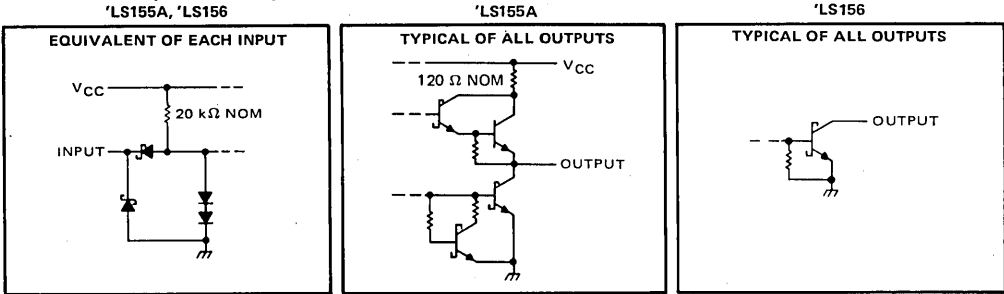 'LS155A, 'LS156
EQUIVALENT OF EACH INPUT
VCC
20 kΩ NOM
INPUT
'LS155A
TYPICAL OF ALL OUTPUTS
VCC
120 Ω NOM
OUTPUT
'LS156
TYPICAL OF ALL OUTPUTS
OUTPUT